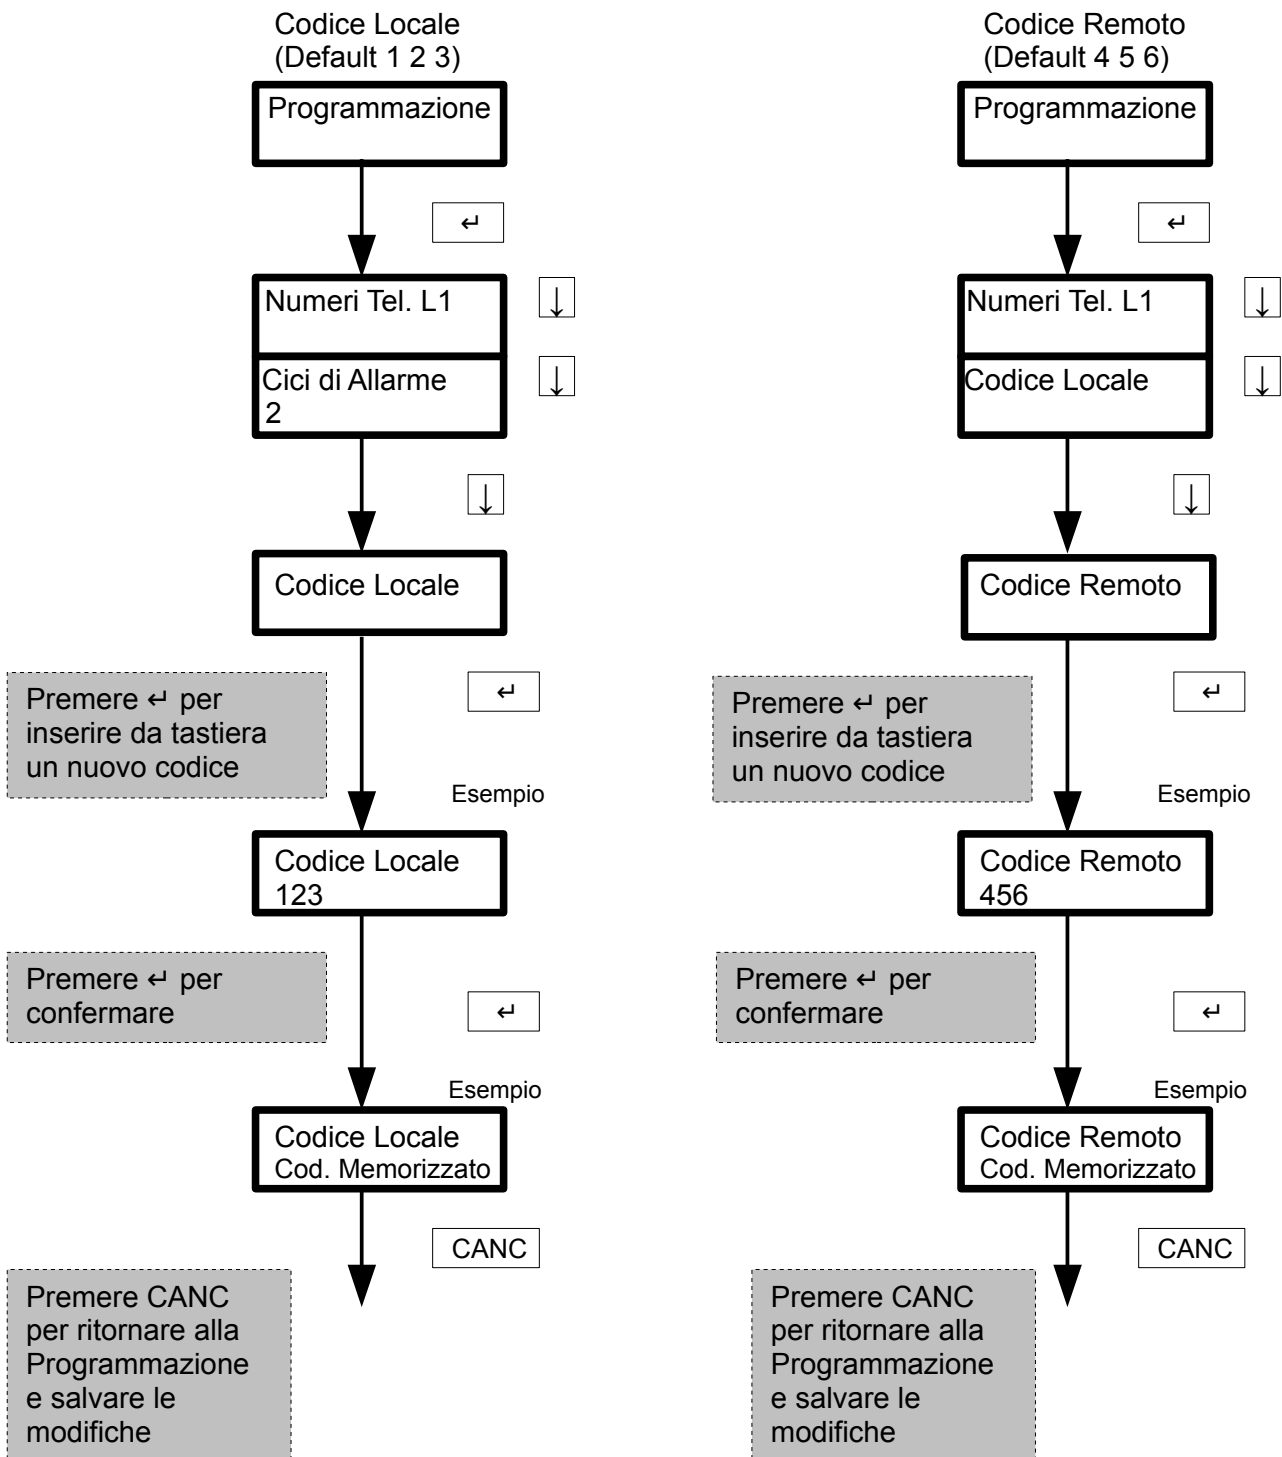 Codice Locale
(Default 1 2 3)
Programmazione
↵
Numeri Tel. L1
↓
Cici di Allarme
2
↓
↓
Codice Locale
Premere ↵ per
inserire da tastiera
un nuovo codice
↵
Esempio
Codice Locale
123
Premere ↵ per
confermare
↵
Esempio
Codice Locale
Cod. Memorizzato
CANC
Premere CANC
per ritornare alla
Programmazione
e salvare le
modifiche
Codice Remoto
(Default 4 5 6)
Programmazione
↵
Numeri Tel. L1
↓
Codice Locale
↓
↓
Codice Remoto
Premere ↵ per
inserire da tastiera
un nuovo codice
↵
Esempio
Codice Remoto
456
Premere ↵ per
confermare
↵
Esempio
Codice Remoto
Cod. Memorizzato
CANC
Premere CANC
per ritornare alla
Programmazione
e salvare le
modifiche